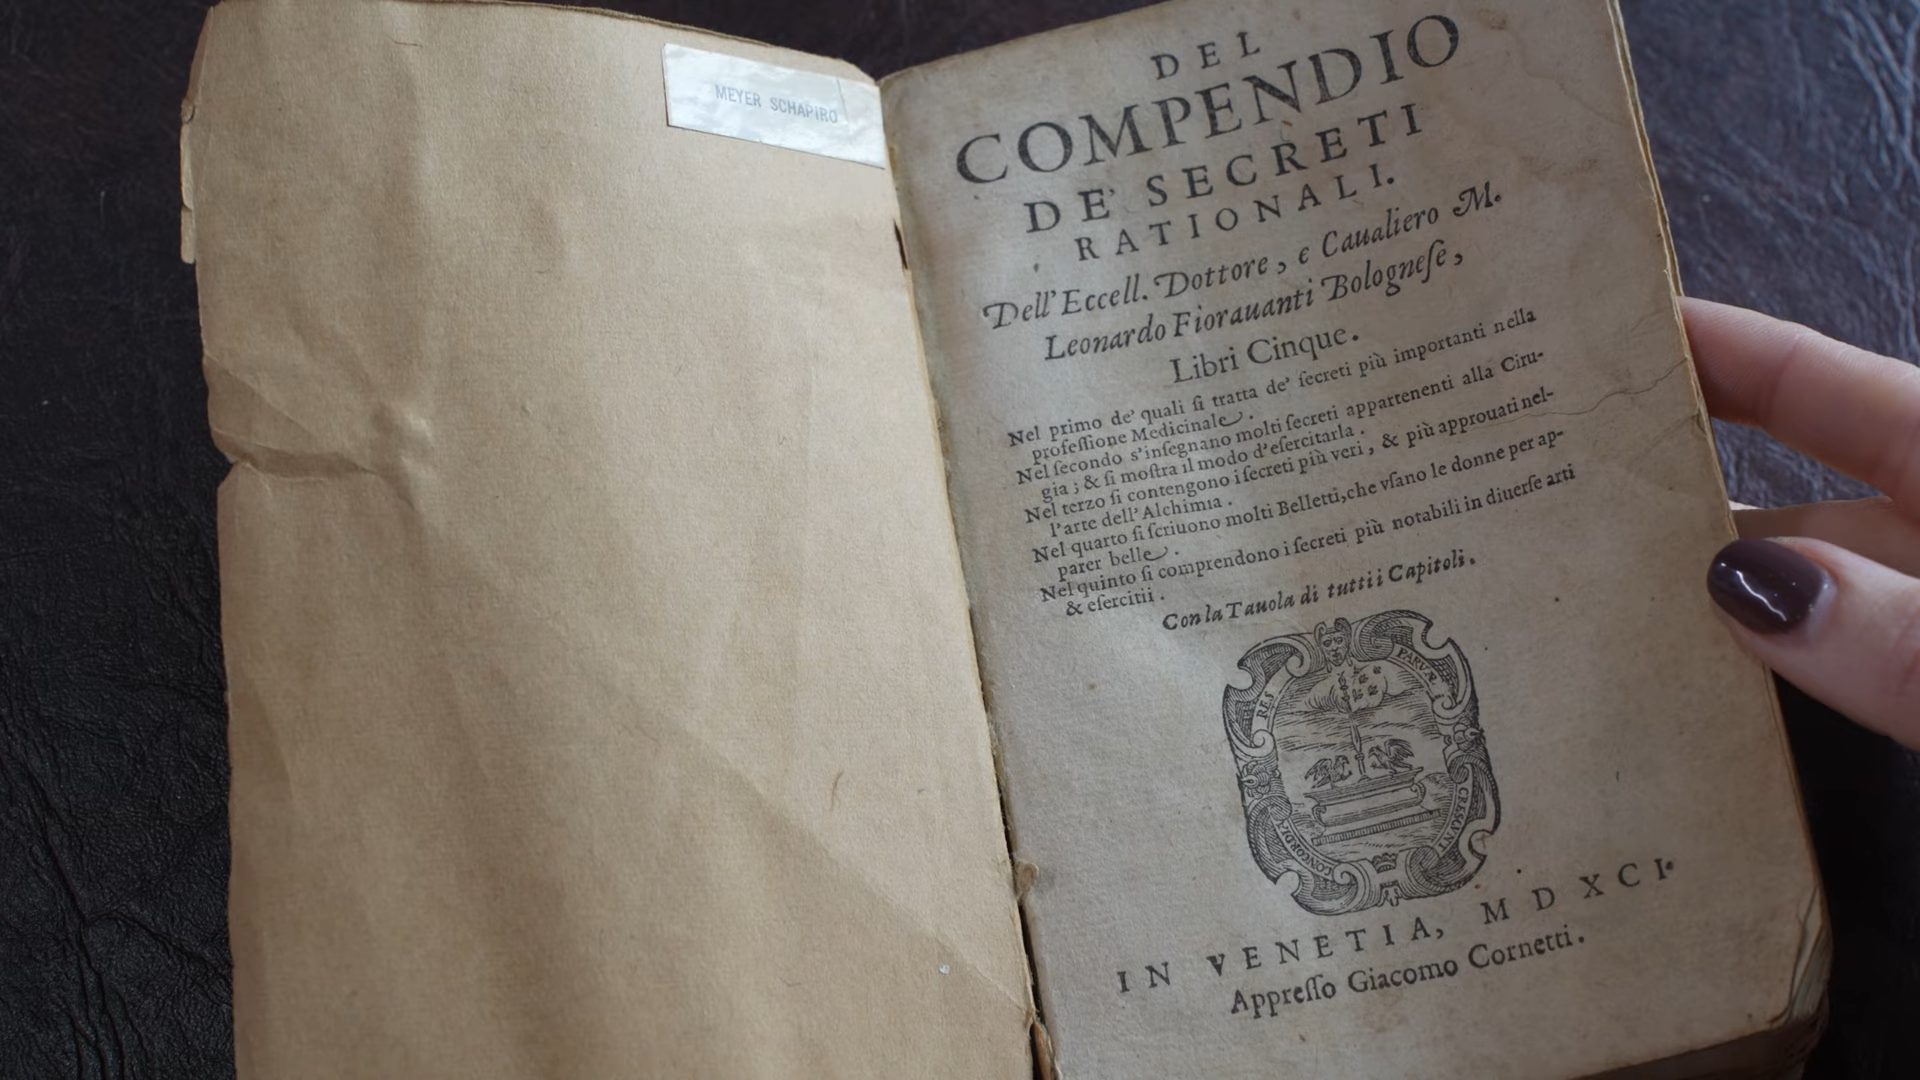 MEYER SCHAPIRO
DEL
COMPENDIO
DE' SECRETI
RATIONALI.
Dell'Eccell. Dottore, e Caualiero M.
Leonardo Fiorauanti Bolognese,
Libri Cinque.
Nel primo de' quali si tratta de' secreti più importanti nella
professione Medicinale.
Nel secondo s'insegnano molti secreti appartenenti alla Ciru-
gia; & si mostra il modo d'esercitarla.
Nel terzo si contengono i secreti più veri, & più approuati nel-
l'arte dell'Alchimia.
Nel quarto si scriuono molti Belletti, che vsano le donne per ap-
parer belle.
Nel quinto si comprendono i secreti più notabili in diuerse arti
& esercitii.
Con la Tauola di tutti i Capitoli.
RES
PARVÆ
CRESCVNT
CONCORDIA
IN VENETIA, MDXCI.
Appresso Giacomo Cornetti.